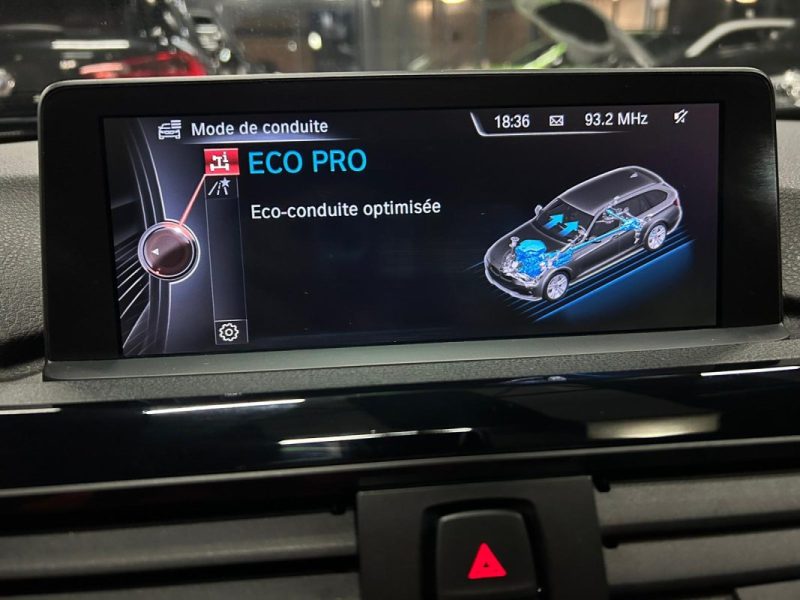 Mode de conduite
18:36
93.2 MHz
ECO PRO
Eco-conduite optimisée